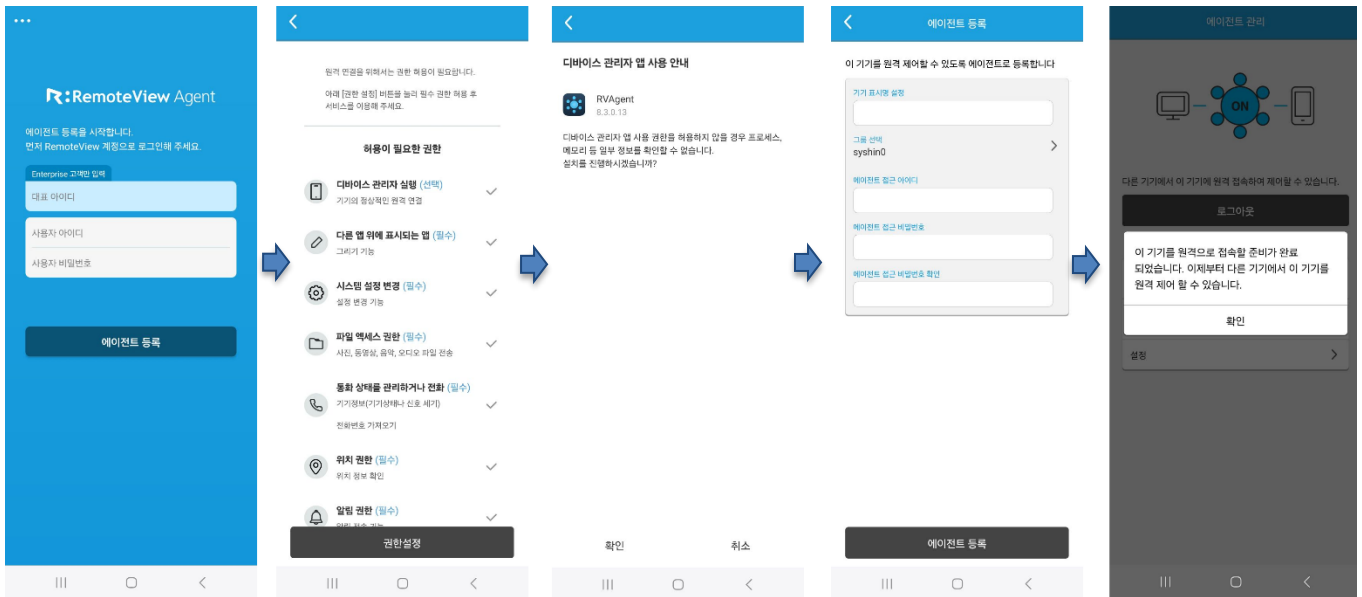 RemoteView Agent
에이전트 등록을 시작합니다.
먼저 RemoteView 계정으로 로그인해 주세요.
Enterprise 고객만 입력
대표 아이디
사용자 아이디
사용자 비밀번호
에이전트 등록
원격 연결을 위해서는 권한 허용이 필요합니다.
아래 [권한 설정] 버튼을 눌러 필수 권한 허용 후
서비스를 이용해 주세요.
허용이 필요한 권한
디바이스 관리자 실행 (선택)
기기의 정상적인 원격 연결
다른 앱 위에 표시되는 앱 (필수)
그리기 기능
시스템 설정 변경 (필수)
설정 변경 기능
파일 액세스 권한 (필수)
사진, 동영상, 음악, 오디오 파일 전송
통화 상태를 관리하거나 전화 (필수)
기기정보(기기상태나 신호 세기)
전화번호 가져오기
위치 권한 (필수)
위치 정보 확인
알림 권한 (필수)
권한설정
디바이스 관리자 앱 사용 안내
RVAgent
8.3.0.13
디바이스 관리자 앱 사용 권한을 허용하지 않을 경우 프로세스,
메모리 등 일부 정보를 확인할 수 없습니다.
설치를 진행하시겠습니까?
확인
취소
에이전트 등록
이 기기를 원격 제어할 수 있도록 에이전트로 등록합니다
기기 표시명 설정
그룹 선택
syshin0
에이전트 접근 아이디
에이전트 접근 비밀번호
에이전트 접근 비밀번호 확인
에이전트 등록
에이전트 관리
ON
다른 기기에서 이 기기에 원격 접속하여 제어할 수 있습니다.
로그아웃
이 기기를 원격으로 접속할 준비가 완료
되었습니다. 이제부터 다른 기기에서 이 기기를
원격 제어 할 수 있습니다.
확인
설정